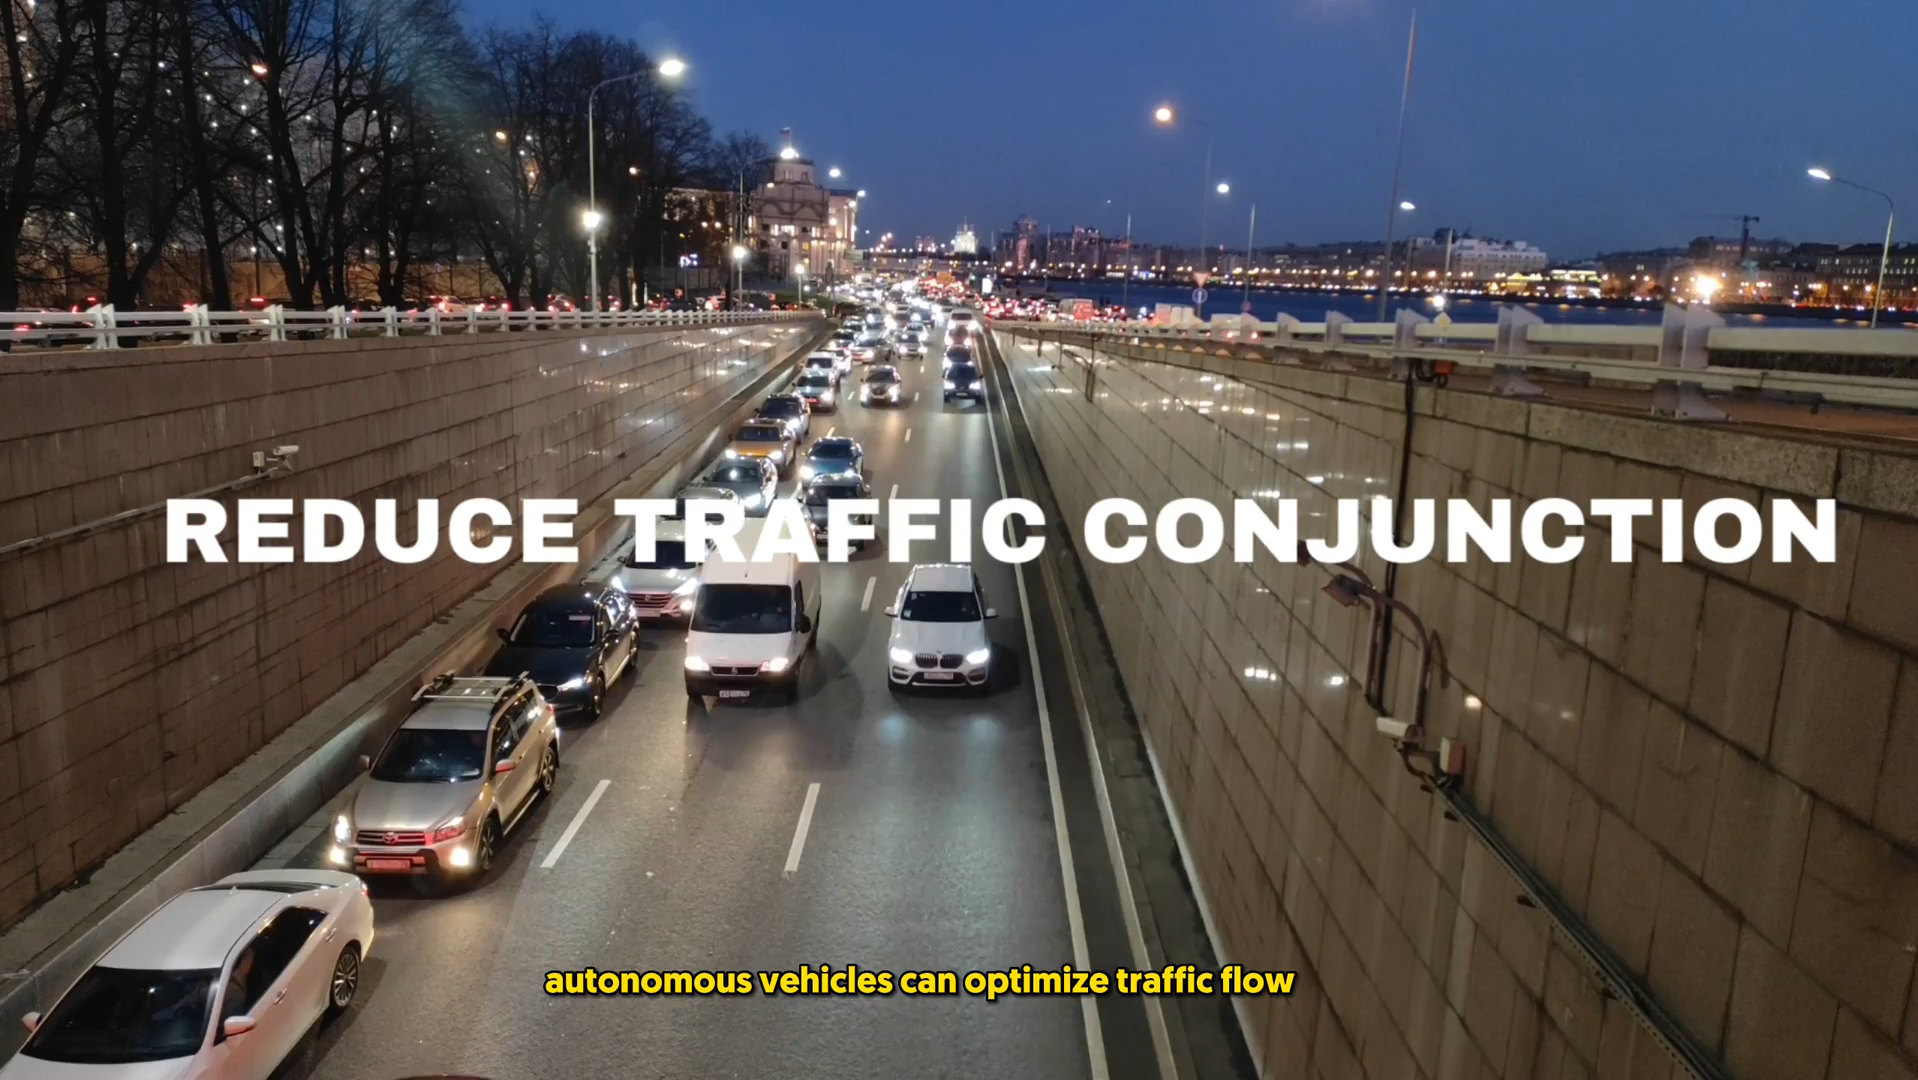 REDUCE TRAFFIC CONJUNCTION
autonomous vehicles can optimize traffic flow